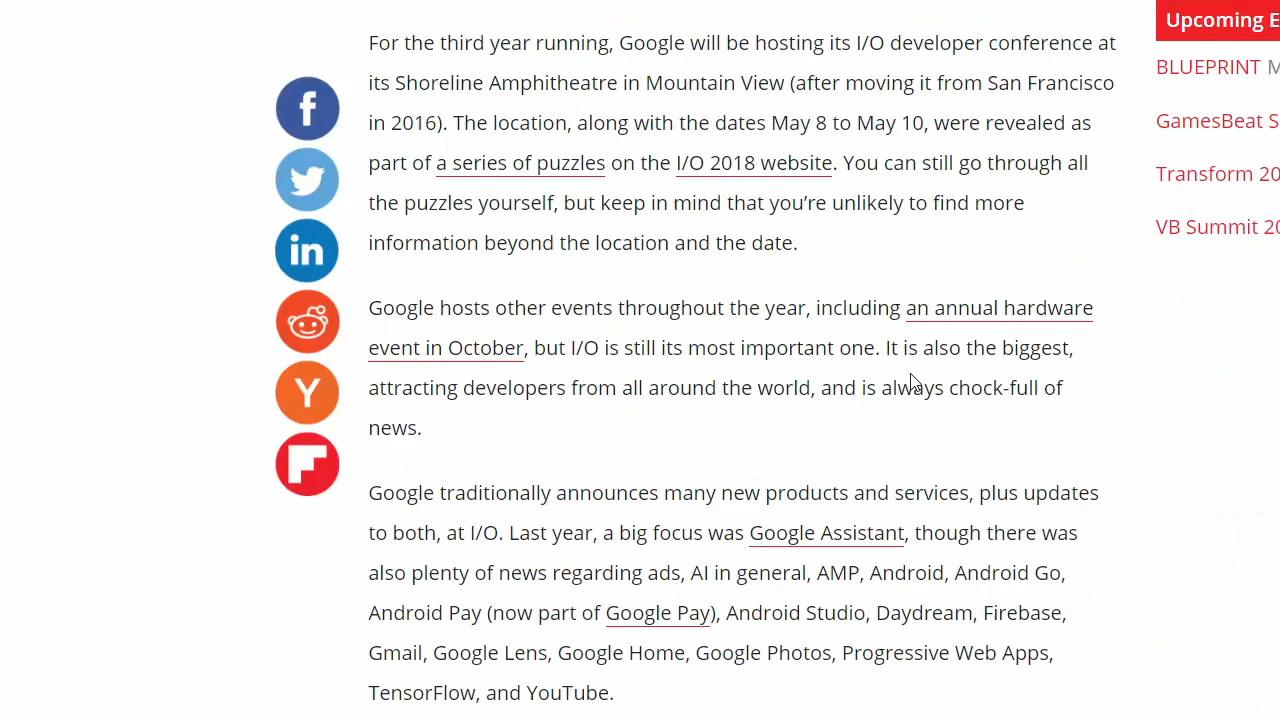 For the third year running, Google will be hosting its I/O developer conference at
its Shoreline Amphitheatre in Mountain View (after moving it from San Francisco
in 2016). The location, along with the dates May 8 to May 10, were revealed as
part of a series of puzzles on the I/O 2018 website. You can still go through all
the puzzles yourself, but keep in mind that you’re unlikely to find more
information beyond the location and the date.
Google hosts other events throughout the year, including an annual hardware
event in October, but I/O is still its most important one. It is also the biggest,
attracting developers from all around the world, and is always chock-full of
news.
Google traditionally announces many new products and services, plus updates
to both, at I/O. Last year, a big focus was Google Assistant, though there was
also plenty of news regarding ads, AI in general, AMP, Android, Android Go,
Android Pay (now part of Google Pay), Android Studio, Daydream, Firebase,
Gmail, Google Lens, Google Home, Google Photos, Progressive Web Apps,
TensorFlow, and YouTube.
f
in
Y
Upcoming E
BLUEPRINT M
GamesBeat S
Transform 20
VB Summit 20